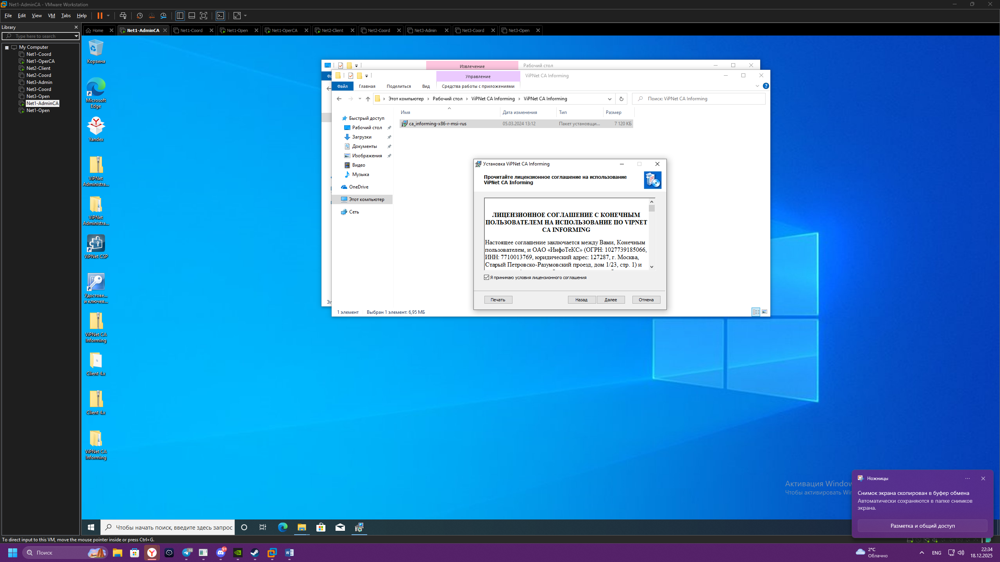 Net1-AdminCA - VMware Workstation
File Edit View VM Tabs Help
Library
Type here to search
My Computer
Net1-Coord
Net1-OperCA
Net2-Client
Net2-Coord
Net3-Admin
Net3-Coord
Net3-Open
Net1-AdminCA
Net1-Open
Home
Net1-AdminCA
Net1-Coord
Net1-Open
Net1-OperCA
Net2-Client
Net2-Coord
Net3-Admin
Net3-Coord
Net3-Open
Корзина
Microsoft
Edge
Yandex
ViPNet
Administra...
ViPNet
Administra...
ViPNet CSP
Удостове...
и ключев...
ViPNet CA
Informing
Client 4.x
Client 4.x
ViPNet CA
Informing
Извлечение
Рабочий стол
Управление
ViPNet CA Informing
Файл Главная Поделиться Вид Средства работы с приложениями
Этот компьютер › Рабочий стол › ViPNet CA Informing › ViPNet CA Informing
Поиск: ViPNet CA Informing
Имя Дата изменения Тип Размер
ca_informing-x86-r-msi-rus 05.03.2024 13:12 Пакет установщи... 7 120 КБ
Быстрый доступ
Рабочий стол
Загрузки
Документы
Изображения
Видео
Музыка
OneDrive
Этот компьютер
Сеть
1 элемент Выбран 1 элемент: 6,95 МБ
Установка ViPNet CA Informing
Прочитайте лицензионное соглашение на использование
ViPNet CA Informing
ЛИЦЕНЗИОННОЕ СОГЛАШЕНИЕ С КОНЕЧНЫМ
ПОЛЬЗОВАТЕЛЕМ НА ИСПОЛЬЗОВАНИЕ ПО VIPNET
CA INFORMING
Настоящее соглашение заключается между Вами, Конечным
пользователем, и ОАО «ИнфоТеКС» (ОГРН: 1027739185066,
ИНН: 7710013769, юридический адрес: 127287, г. Москва,
Старый Петровско-Разумовский проезд, дом 1/23, стр. 1) и
Я принимаю условия лицензионного соглашения
Печать Назад Далее Отмена
Активация Window
Чтобы активировать Wi
Ножницы
Снимок экрана скопирован в буфер обмена
Автоматически сохраняются в папке снимков
экрана.
Разметка и общий доступ
Чтобы начать поиск, введите здесь запрос
To direct input to this VM, move the mouse pointer inside or press Ctrl+G.
Поиск
96
9+
2°C
Облачно
ENG
22:34
18.12.2025